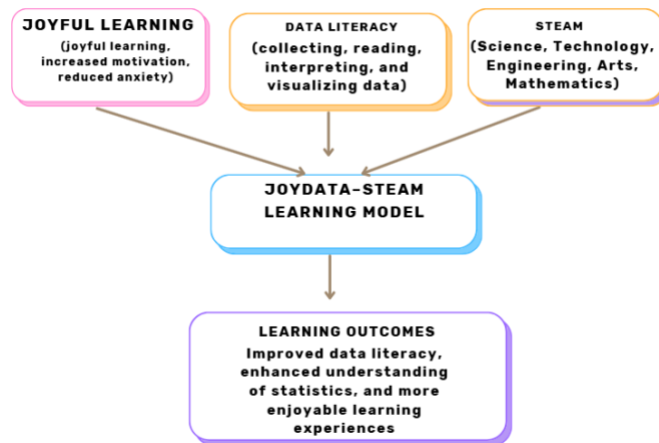 JOYFUL LEARNING
(joyful learning,
increased motivation,
reduced anxiety)
DATA LITERACY
(collecting, reading,
interpreting, and
visualizing data)
STEAM
(Science, Technology,
Engineering, Arts,
Mathematics)
JOYDATA–STEAM
LEARNING MODEL
LEARNING OUTCOMES
Improved data literacy,
enhanced understanding
of statistics, and more
enjoyable learning
experiences